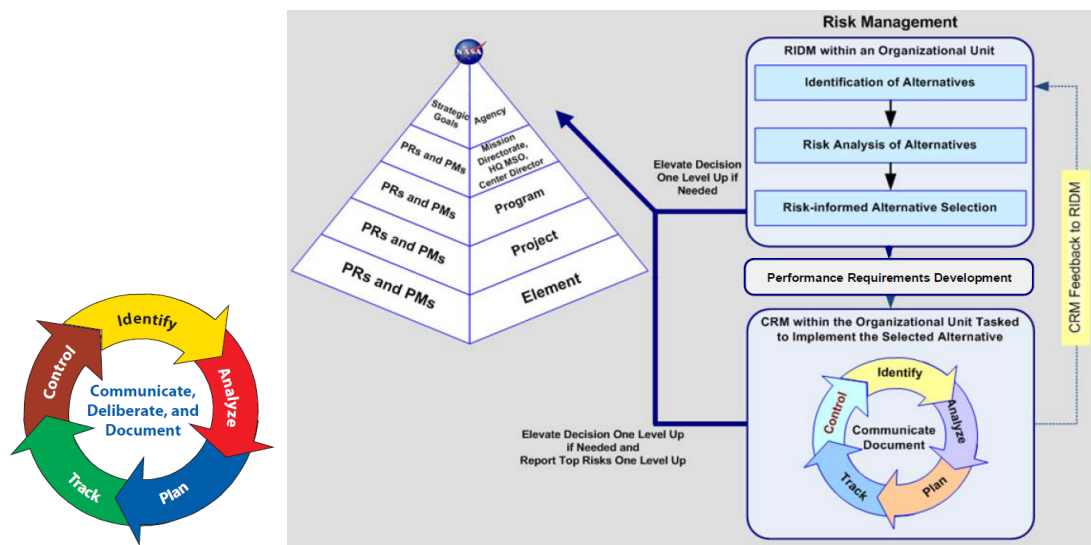 Identify
Analyze
Plan
Track
Control
Communicate,
Deliberate, and
Document
NASA
Strategic
Goals
Agency
PRs and PMs
Mission
Directorate,
HQ MSO,
Center Director
PRs and PMs
Program
PRs and PMs
Project
PRs and PMs
Element
Elevate Decision
One Level Up if
Needed
Elevate Decision One Level Up
if Needed and
Report Top Risks One Level Up
Risk Management
RIDM within an Organizational Unit
Identification of Alternatives
Risk Analysis of Alternatives
Risk-informed Alternative Selection
Performance Requirements Development
CRM within the Organizational Unit Tasked
to Implement the Selected Alternative
Identify
Analyze
Plan
Track
Control
Communicate
Document
CRM Feedback to RIDM